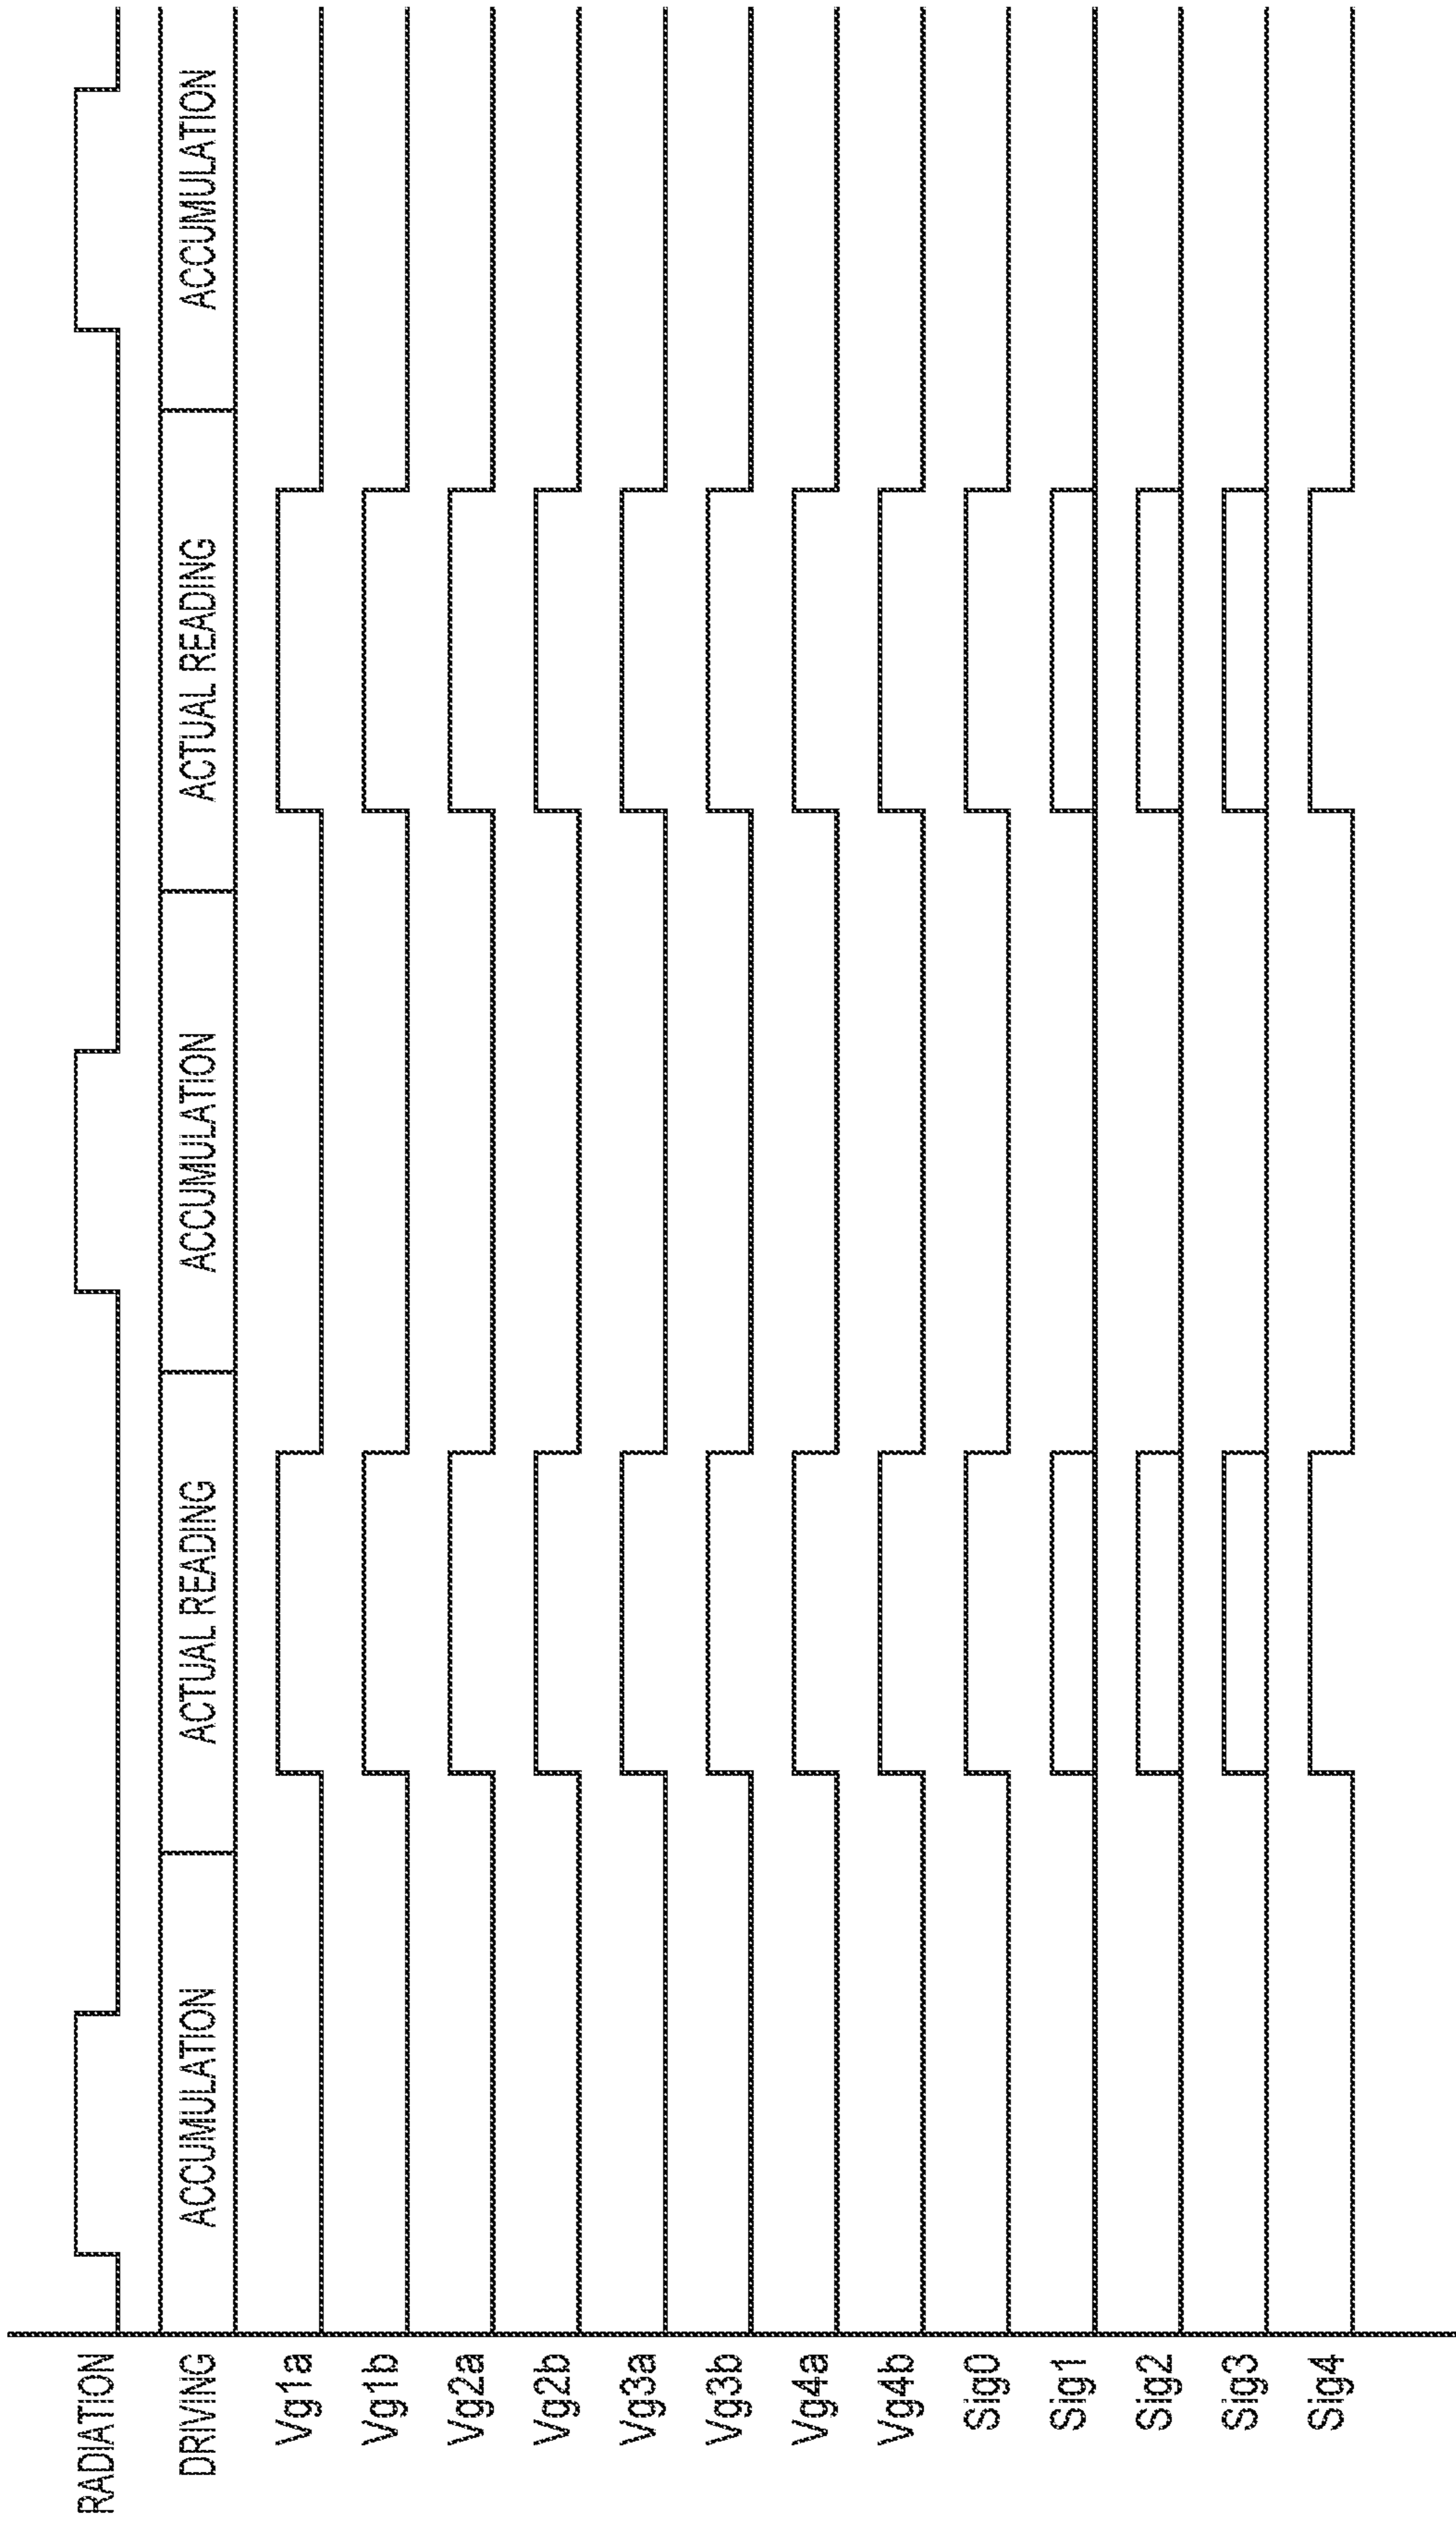 RADIATION
DRIVING
ACCUMULATION
ACTUAL READING
ACCUMULATION
ACTUAL READING
ACCUMULATION
Vg1a
Vg1b
Vg2a
Vg2b
Vg3a
Vg3b
Vg4a
Vg4b
Sig0
Sig1
Sig2
Sig3
Sig4